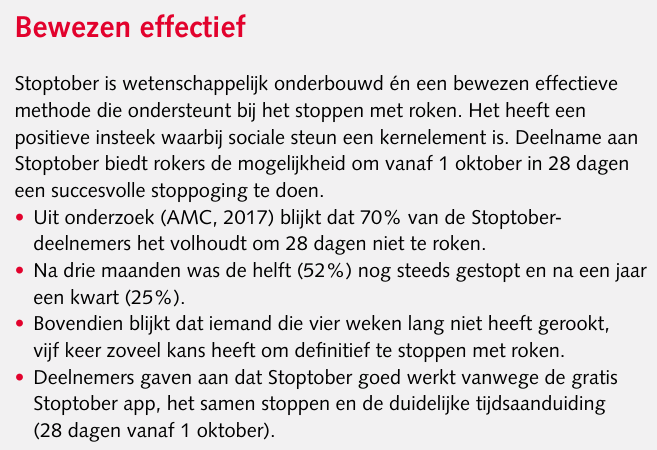 Bewezen effectief
Stoptober is wetenschappelijk onderbouwd én een bewezen effectieve
methode die ondersteunt bij het stoppen met roken. Het heeft een
positieve insteek waarbij sociale steun een kernelement is. Deelname aan
Stoptober biedt rokers de mogelijkheid om vanaf 1 oktober in 28 dagen
een succesvolle stoppoging te doen.
• Uit onderzoek (AMC, 2017) blijkt dat 70% van de Stoptober-
deelnemers het volhoudt om 28 dagen niet te roken.
• Na drie maanden was de helft (52%) nog steeds gestopt en na een jaar
een kwart (25%).
• Bovendien blijkt dat iemand die vier weken lang niet heeft gerookt,
vijf keer zoveel kans heeft om definitief te stoppen met roken.
• Deelnemers gaven aan dat Stoptober goed werkt vanwege de gratis
Stoptober app, het samen stoppen en de duidelijke tijdsaanduiding
(28 dagen vanaf 1 oktober).